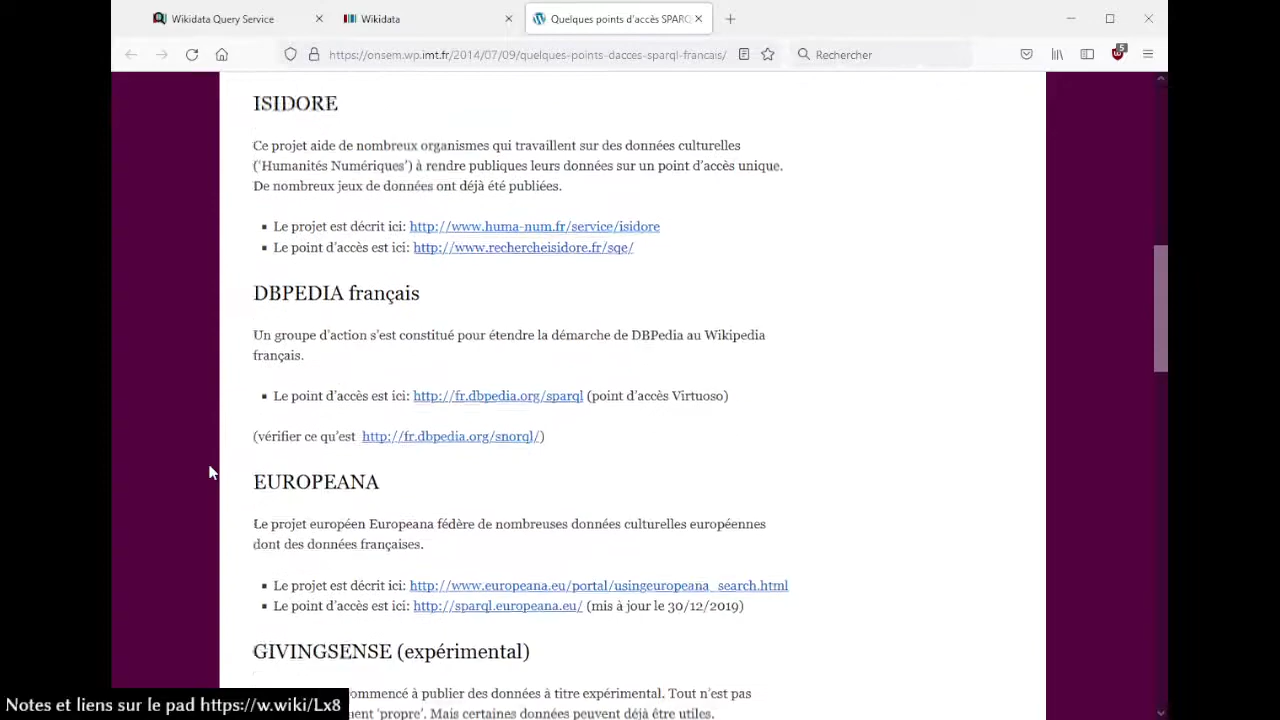 Wikidata Query Service
Wikidata
Quelques points d'accès SPARQ
https://onsem.wp.imt.fr/2014/07/09/quelques-points-dacces-sparql-francais/
Rechercher
5
ISIDORE
Ce projet aide de nombreux organismes qui travaillent sur des données culturelles
('Humanités Numériques') à rendre publiques leurs données sur un point d'accès unique.
De nombreux jeux de données ont déjà été publiées.
Le projet est décrit ici: http://www.huma-num.fr/service/isidore
Le point d'accès est ici: http://www.rechercheisidore.fr/sqe/
DBPEDIA français
Un groupe d'action s'est constitué pour étendre la démarche de DBPedia au Wikipedia
français.
Le point d'accès est ici: http://fr.dbpedia.org/sparql (point d'accès Virtuoso)
(vérifier ce qu'est http://fr.dbpedia.org/snorql/)
EUROPEANA
Le projet européen Europeana fédère de nombreuses données culturelles européennes
dont des données françaises.
Le projet est décrit ici: http://www.europeana.eu/portal/usingeuropeana_search.html
Le point d'accès est ici: http://sparql.europeana.eu/ (mis à jour le 30/12/2019)
GIVINGSENSE (expérimental)
ommencé à publier des données à titre expérimental. Tout n'est pas
ment 'propre'. Mais certaines données peuvent déjà être utiles.
Notes et liens sur le pad https://w.wiki/Lx8